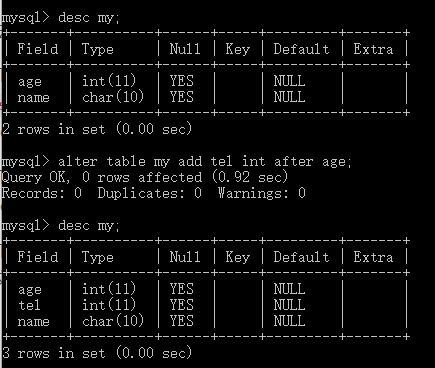 mysql> desc my;
+-------+----------+------+-----+---------+-------+
| Field | Type     | Null | Key | Default | Extra |
+-------+----------+------+-----+---------+-------+
| age   | int(11)  | YES  |     | NULL    |       |
| name  | char(10) | YES  |     | NULL    |       |
+-------+----------+------+-----+---------+-------+
2 rows in set (0.00 sec)
mysql> alter table my add tel int after age;
Query OK, 0 rows affected (0.92 sec)
Records: 0  Duplicates: 0  Warnings: 0
mysql> desc my;
+-------+----------+------+-----+---------+-------+
| Field | Type     | Null | Key | Default | Extra |
+-------+----------+------+-----+---------+-------+
| age   | int(11)  | YES  |     | NULL    |       |
| tel   | int(11)  | YES  |     | NULL    |       |
| name  | char(10) | YES  |     | NULL    |       |
+-------+----------+------+-----+---------+-------+
3 rows in set (0.00 sec)